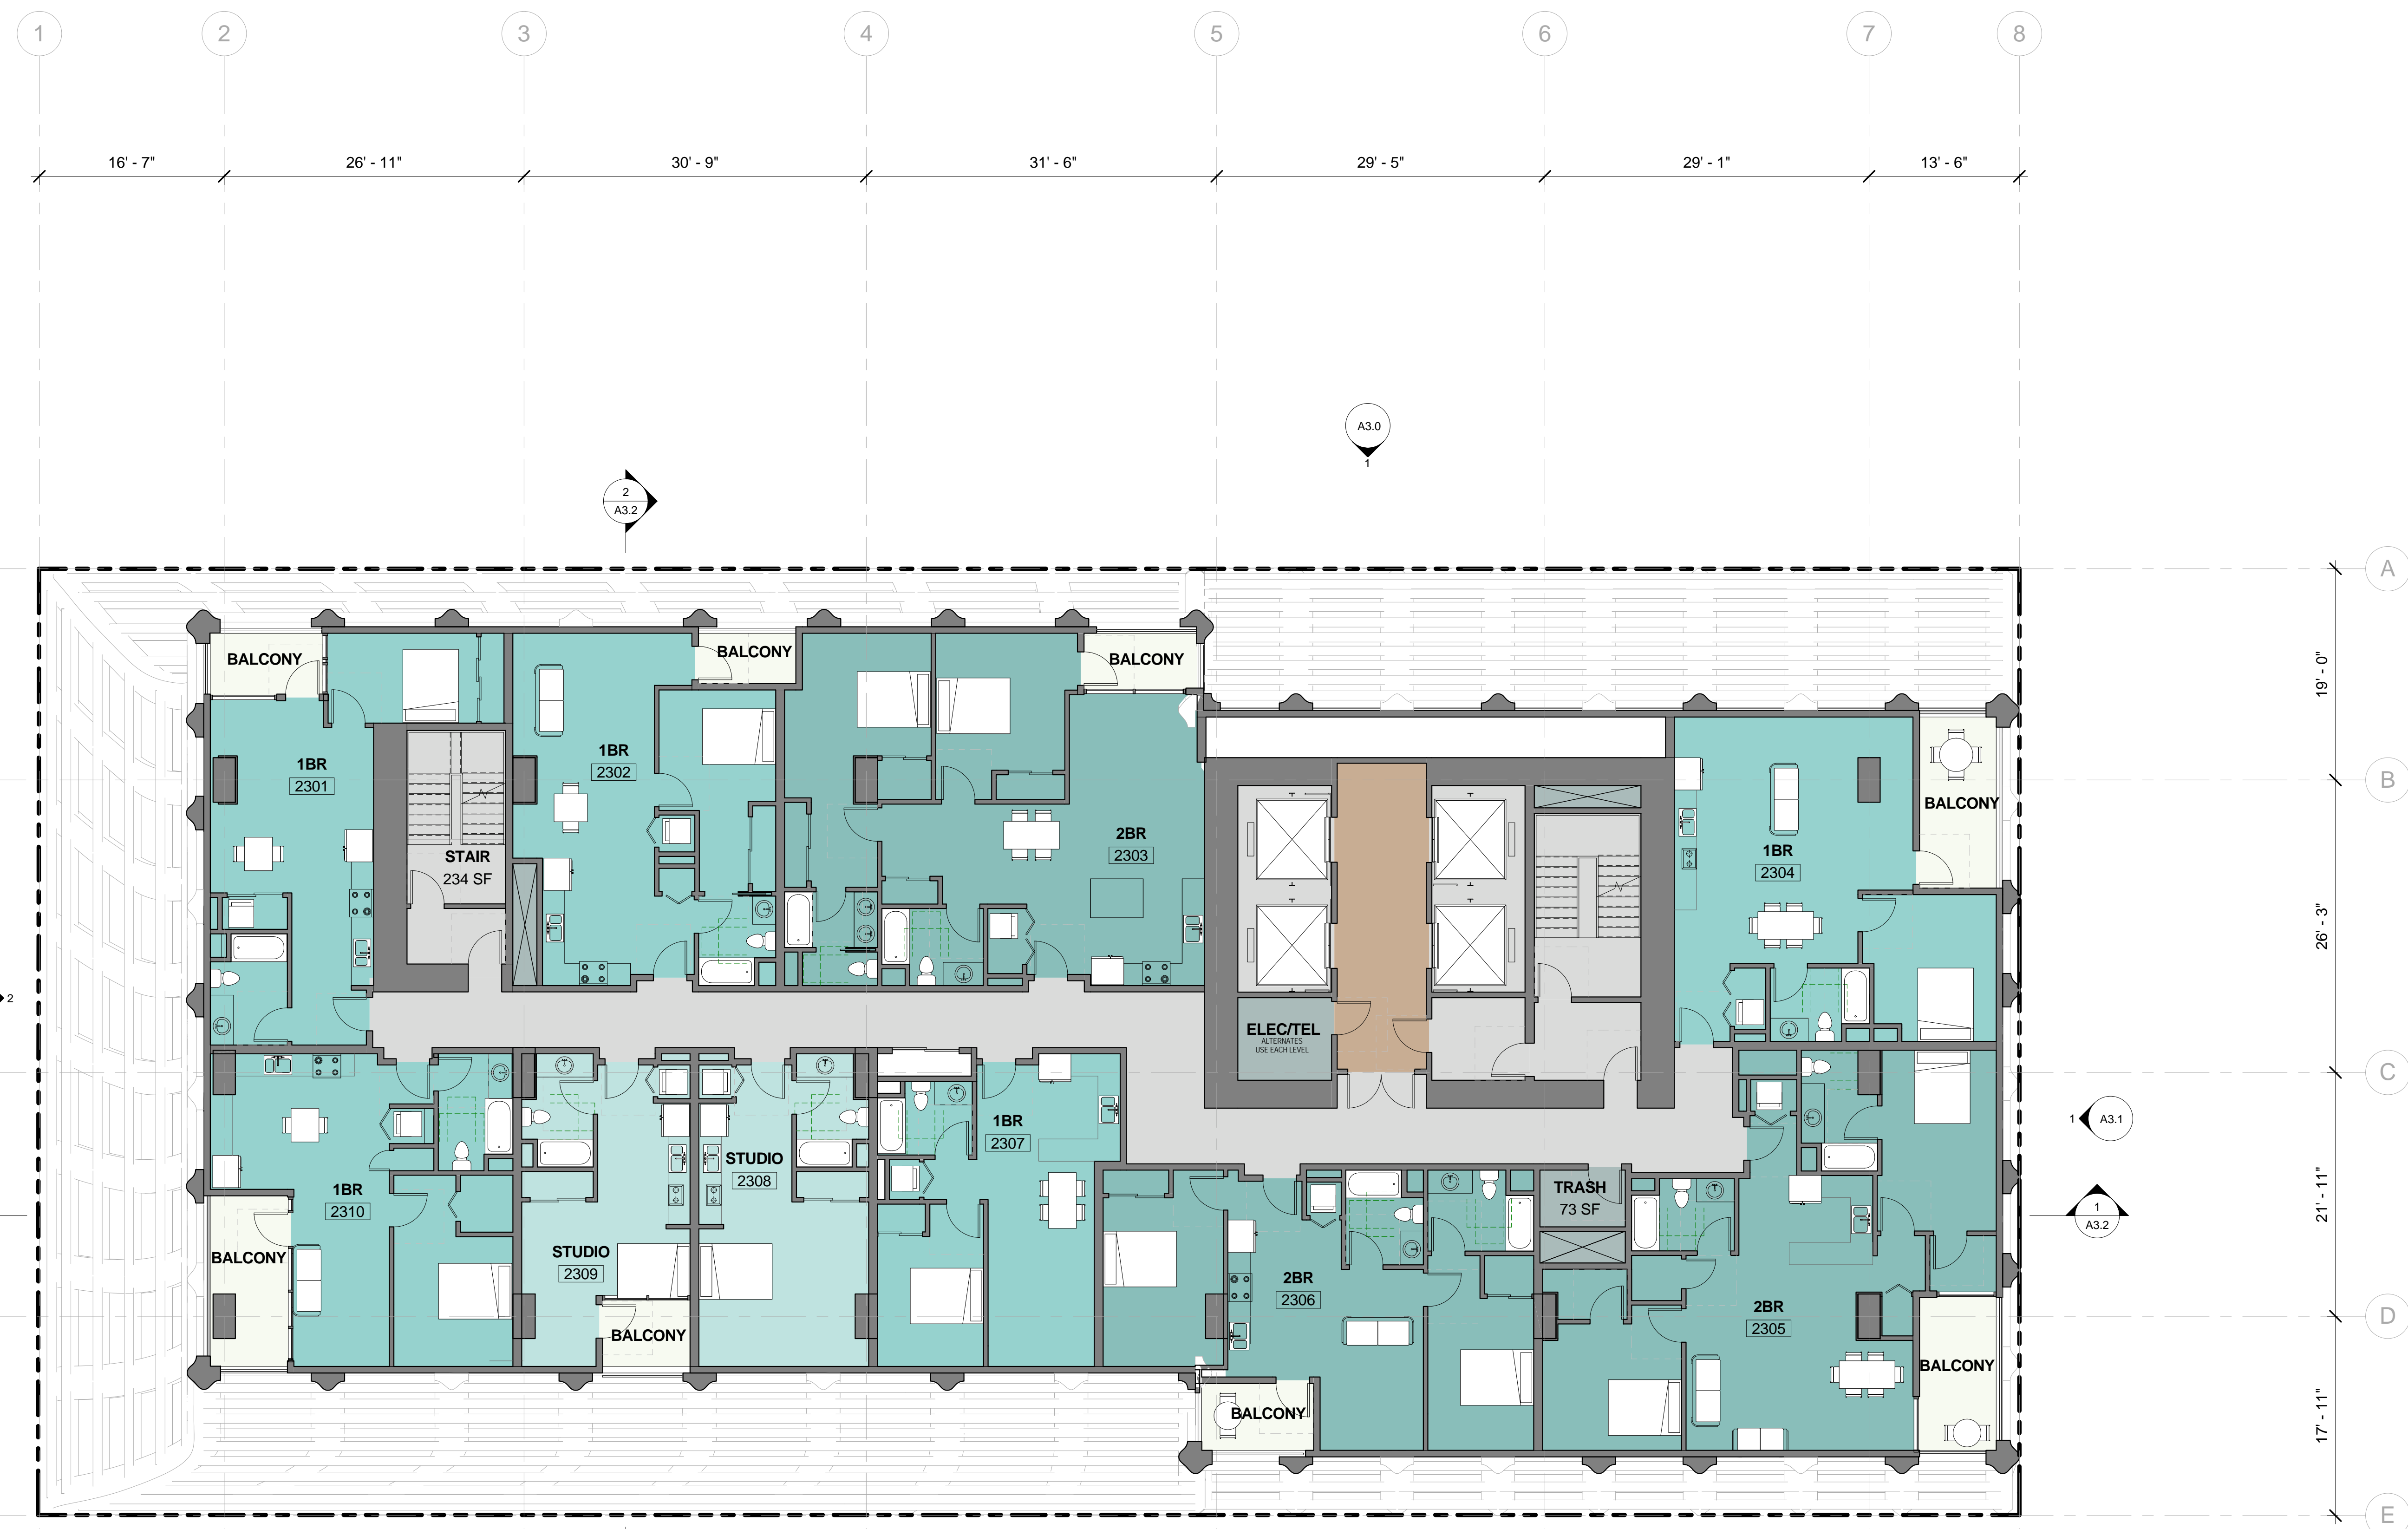 1 2 3 4 5 6 7 8
16' - 7" 26' - 11" 30' - 9" 31' - 6" 29' - 5" 29' - 1" 13' - 6"
A3.0
1
2
A3.2
A
BALCONY
BALCONY
BALCONY
19' - 0"
1BR
2301
1BR
2302
B
BALCONY
2BR
2303
STAIR
234 SF
1BR
2304
26' - 3"
2
ELEC/TEL
ALTERNATES
USE EACH LEVEL
C
1BR
2307
1 A3.1
STUDIO
2308
1BR
2310
TRASH
73 SF
21' - 11"
1
A3.2
BALCONY
STUDIO
2309
2BR
2306
2BR
2305
D
BALCONY
BALCONY
BALCONY
17' - 11"
E